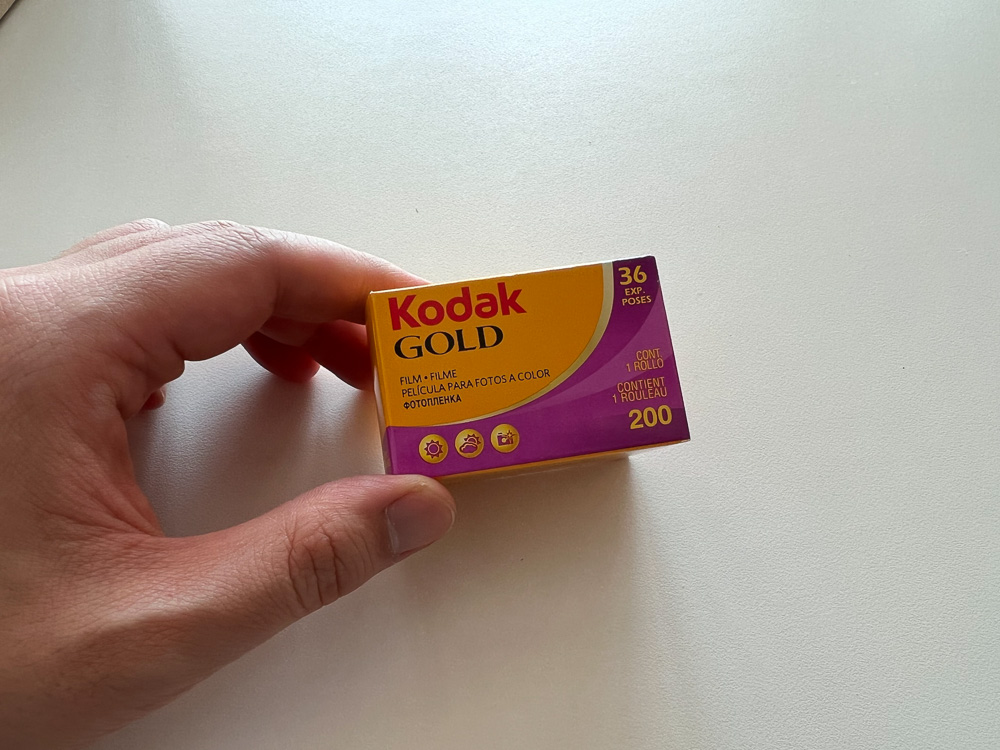 Kodak
GOLD
FILM • FILME
PELÍCULA PARA FOTOS A COLOR
ФОТОПЛЕНКА
36
EXP.
POSES
CONT.
1 ROLLO
CONTIENT
1 ROULEAU
200